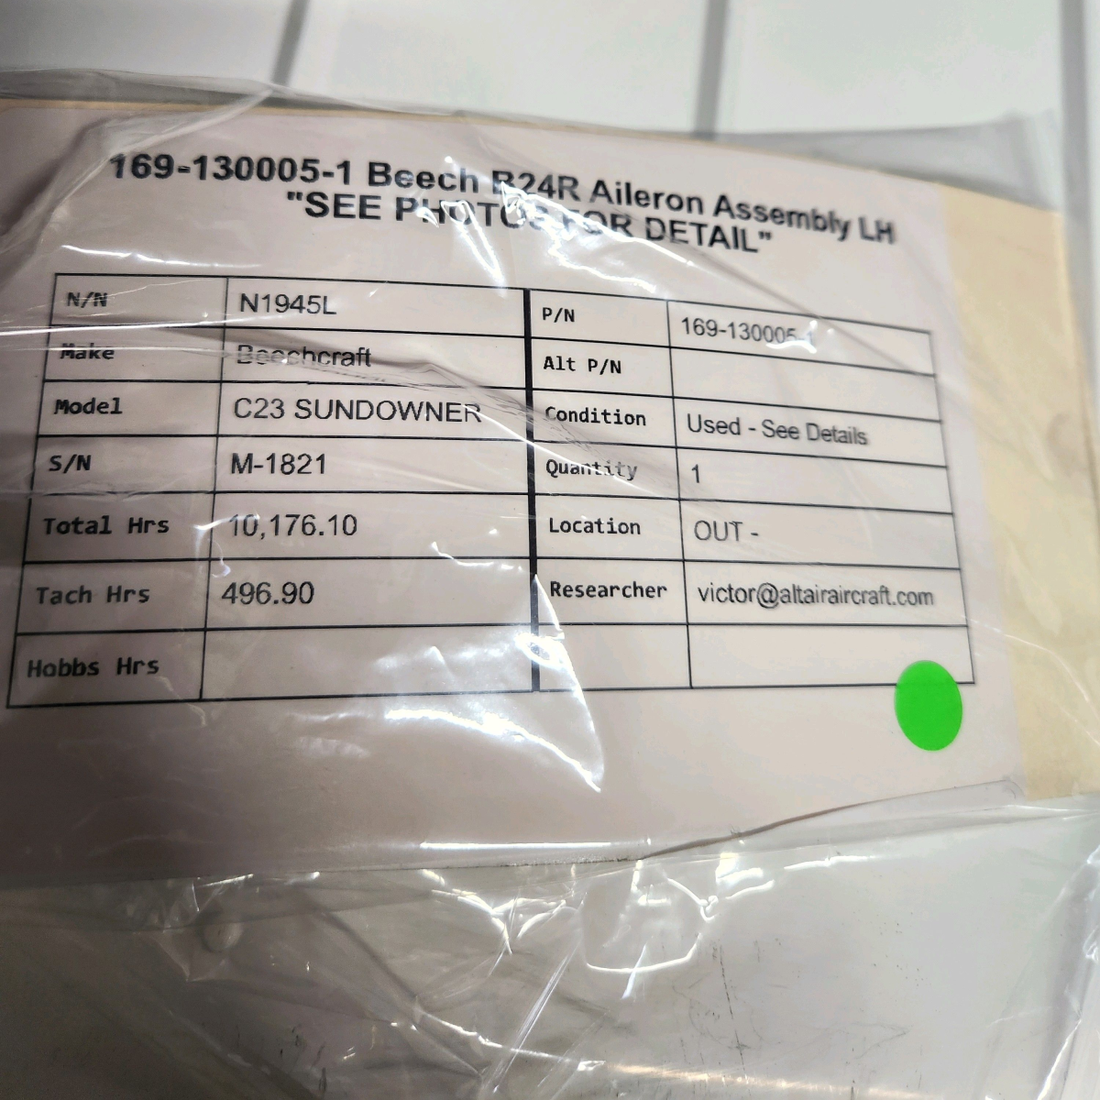 169-130005-1 Beech B24R Aileron Assembly LH
"SEE PHOTOS FOR DETAIL"
N/N N1945L P/N 169-130005-1
Make Beechcraft Alt P/N
Model C23 SUNDOWNER Condition Used - See Details
S/N M-1821 Quantity 1
Total Hrs 10,176.10 Location OUT -
Tach Hrs 496.90 Researcher victor@altairaircraft.com
Hobbs Hrs